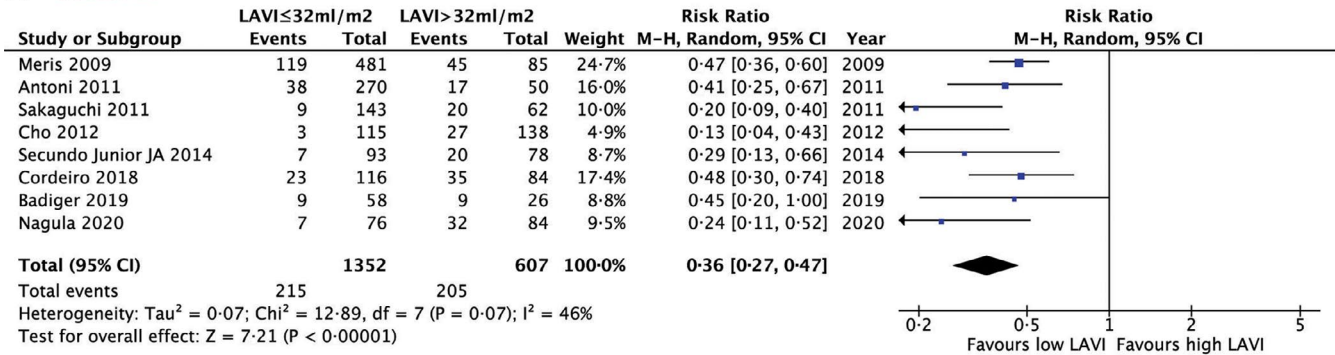 LAVI≤32ml/m2 LAVI>32ml/m2 Risk Ratio Risk Ratio
Study or Subgroup Events Total Events Total Weight M-H, Random, 95% CI Year M-H, Random, 95% CI
Meris 2009 119 481 45 85 24·7% 0·47 [0·36, 0·60] 2009
Antoni 2011 38 270 17 50 16·0% 0·41 [0·25, 0·67] 2011
Sakaguchi 2011 9 143 20 62 10·0% 0·20 [0·09, 0·40] 2011
Cho 2012 3 115 27 138 4·9% 0·13 [0·04, 0·43] 2012
Secundo Junior JA 2014 7 93 20 78 8·7% 0·29 [0·13, 0·66] 2014
Cordeiro 2018 23 116 35 84 17·4% 0·48 [0·30, 0·74] 2018
Badiger 2019 9 58 9 26 8·8% 0·45 [0·20, 1·00] 2019
Nagula 2020 7 76 32 84 9·5% 0·24 [0·11, 0·52] 2020
Total (95% CI) 1352 607 100·0% 0·36 [0·27, 0·47]
Total events 215 205
Heterogeneity: Tau² = 0·07; Chi² = 12·89, df = 7 (P = 0·07); I² = 46%
Test for overall effect: Z = 7·21 (P < 0·00001)
0·2 0·5 1 2 5
Favours low LAVI Favours high LAVI